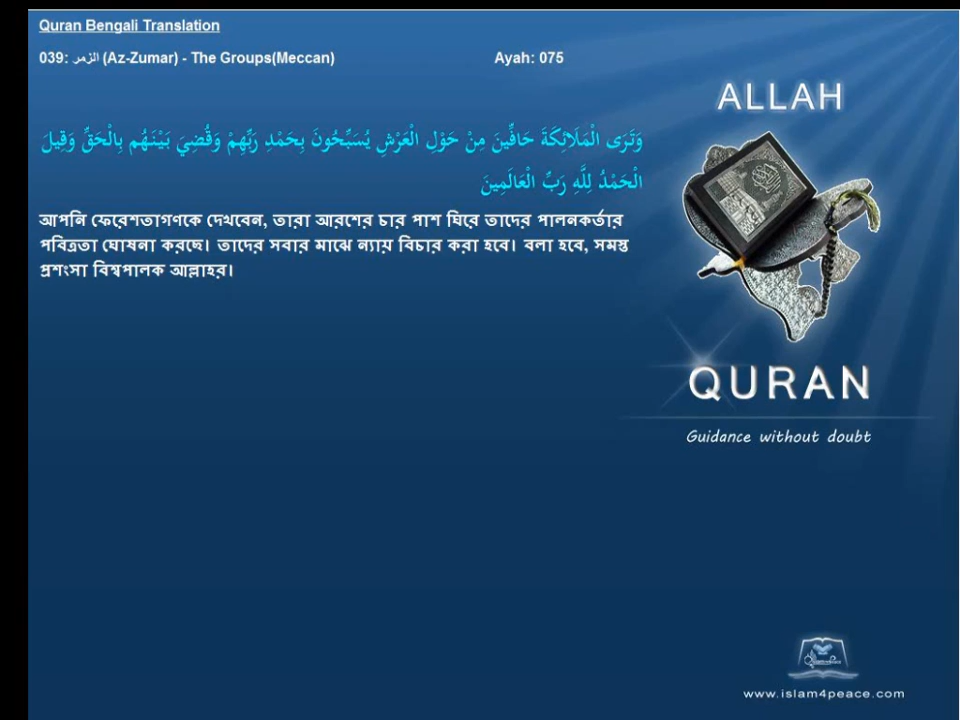 Quran Bengali Translation
039: الزمر (Az-Zumar) - The Groups(Meccan) Ayah: 075
وَتَرَى الْمَلَائِكَةَ حَافِّينَ مِنْ حَوْلِ الْعَرْشِ يُسَبِّحُونَ بِحَمْدِ رَبِّهِمْ وَقُضِيَ بَيْنَهُم بِالْحَقِّ وَقِيلَ
الْحَمْدُ لِلَّهِ رَبِّ الْعَالَمِينَ
আপনি ফেরেশতাগণকে দেখবেন, তারা আরশের চার পাশ ঘিরে তাদের পালনকর্তার
পবিত্রতা ঘোষনা করছে। তাদের সবার মাঝে ন্যায় বিচার করা হবে। বলা হবে, সমস্ত
প্রশংসা বিশ্বপালক আল্লাহর।
ALLAH
QURAN
Guidance without doubt
www.islam4peace.com